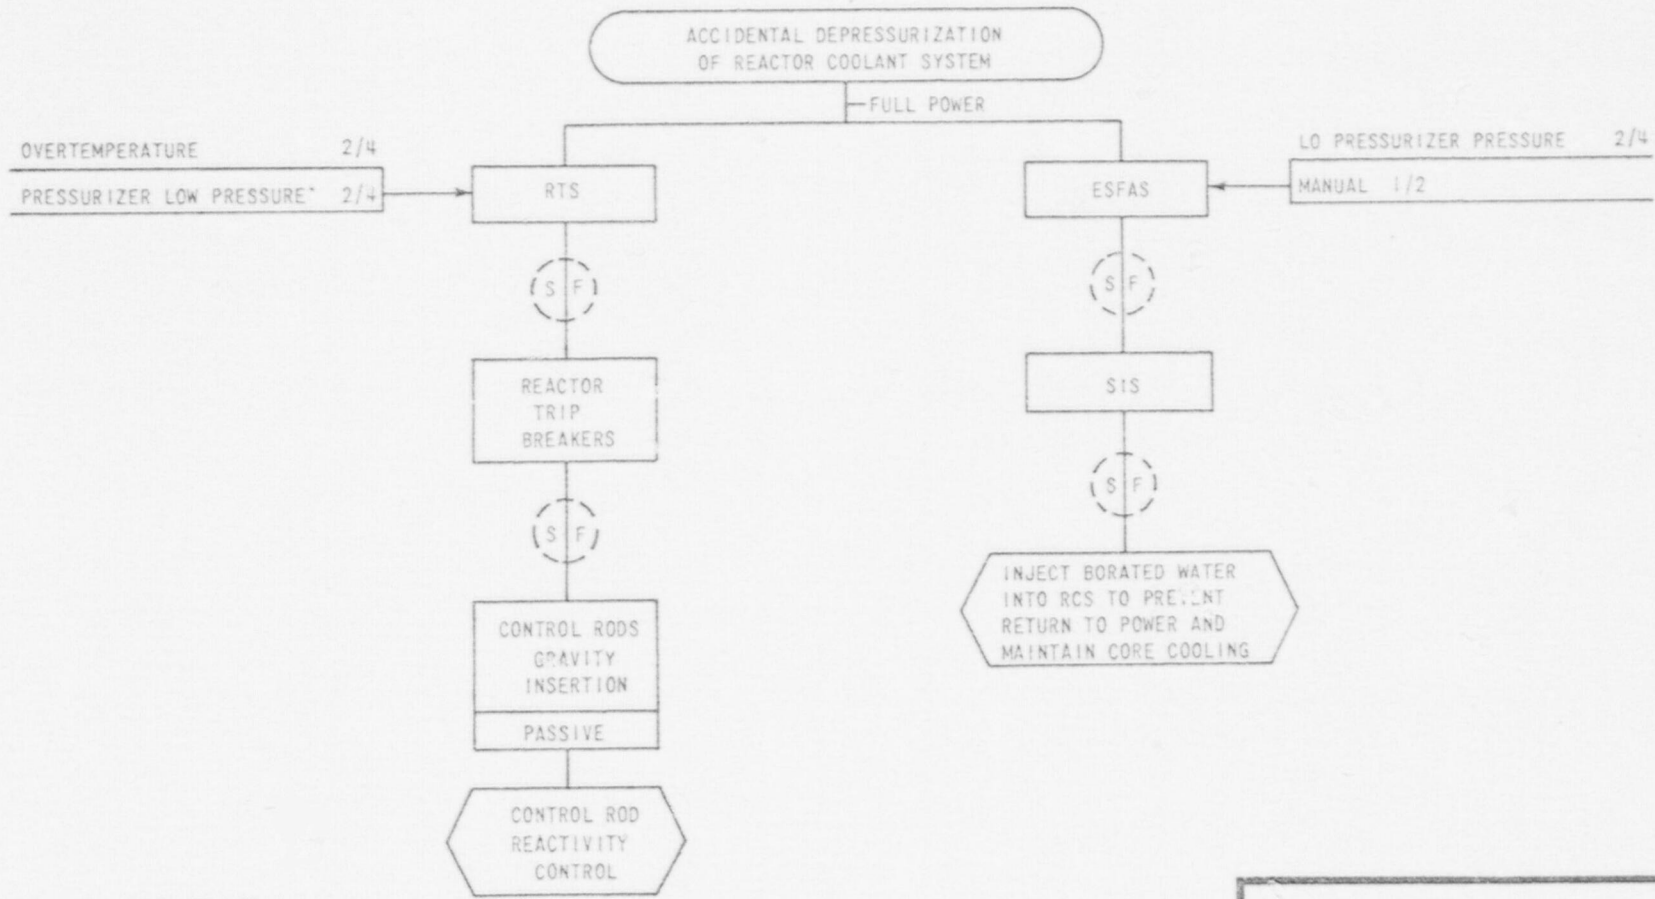 ACCIDENTAL DEPRESSURIZATION
OF REACTOR COOLANT SYSTEM
FULL POWER
OVERTEMPERATURE 2/4
PRESSURIZER LOW PRESSURE* 2/4
RTS
ESFAS
LO PRESSURIZER PRESSURE 2/4
MANUAL 1/2
S F
S F
REACTOR
TRIP
BREAKERS
SIS
S F
S F
CONTROL RODS
GRAVITY
INSERTION
PASSIVE
INJECT BORATED WATER
INTO RCS TO PREVENT
RETURN TO POWER AND
MAINTAIN CORE COOLING
CONTROL ROD
REACTIVITY
CONTROL